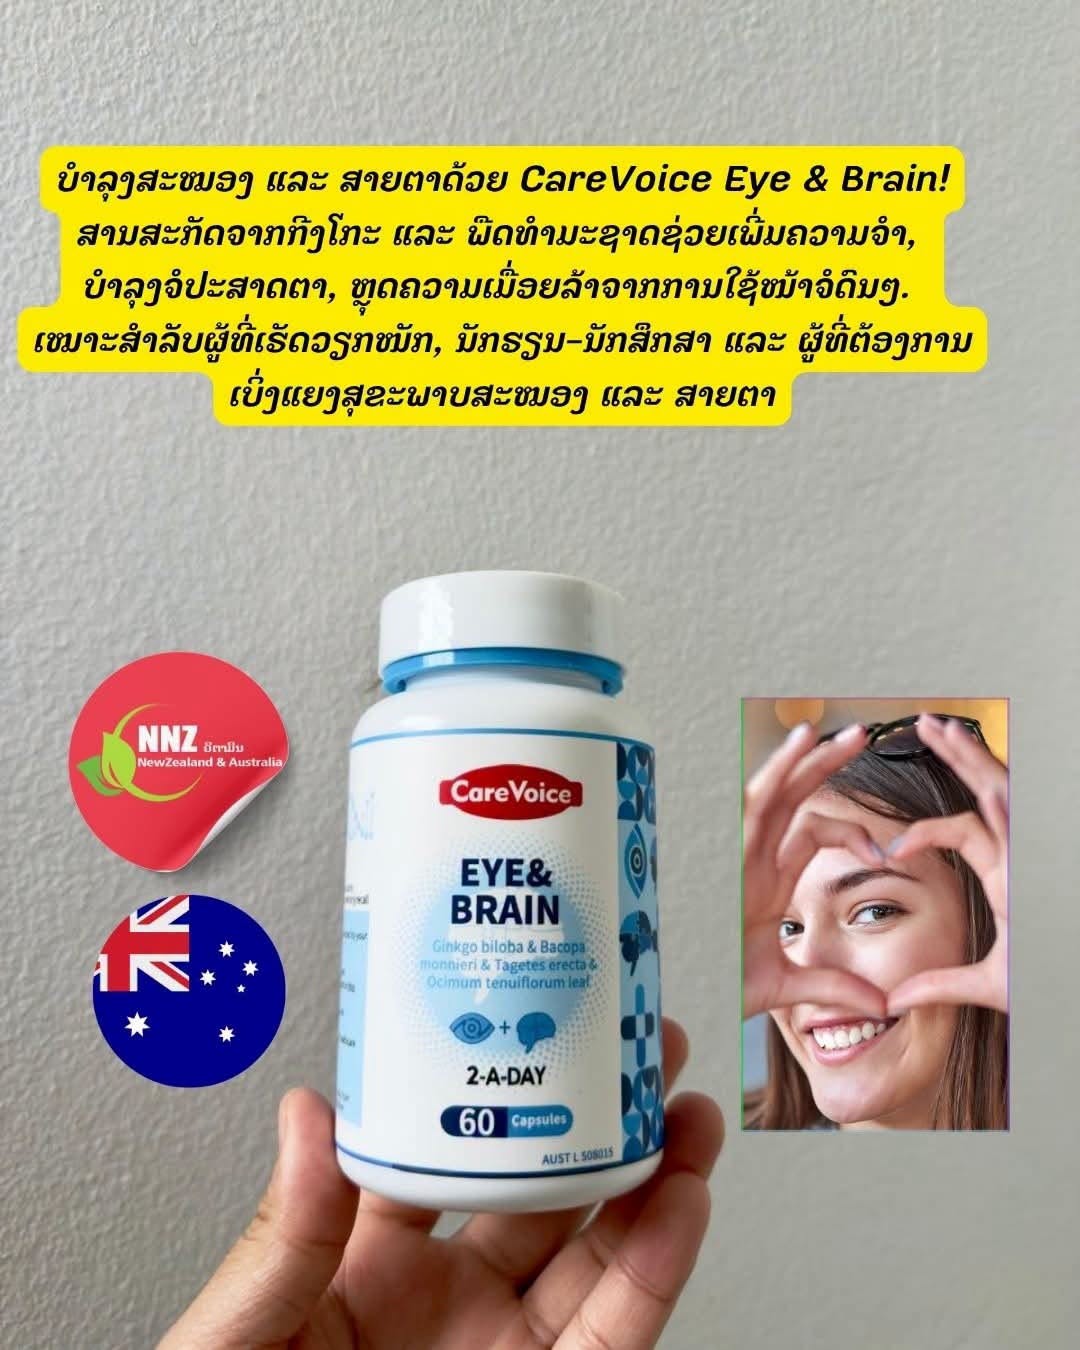 ບຳລຸງສະໝອງ ແລະ ສາຍຕາດ້ວຍ CareVoice Eye & Brain!
ສານສະກັດຈາກກິງໂກະ ແລະ ພືດທຳມະຊາດຊ່ວຍເພີ່ມຄວາມຈຳ,
ບຳລຸງຈໍປະສາດຕາ, ຫຼຸດຄວາມເມື່ອຍລ້າຈາກການໃຊ້ໜ້າຈໍດົນໆ.
ເໝາະສຳລັບຜູ້ທີ່ເຮັດວຽກໜັກ, ນັກຮຽນ-ນັກສຶກສາ ແລະ ຜູ້ທີ່ຕ້ອງການ
ເບິ່ງແຍງສຸຂະພາບສະໝອງ ແລະ ສາຍຕາ
NNZ ວີຕາມິນ
NewZealand & Australia
CareVoice
EYE&
BRAIN
Ginkgo biloba & Bacopa
monnieri & Tagetes erecta &
Ocimum tenuiflorum leaf
+
2-A-DAY
60 Capsules
AUST L 508015